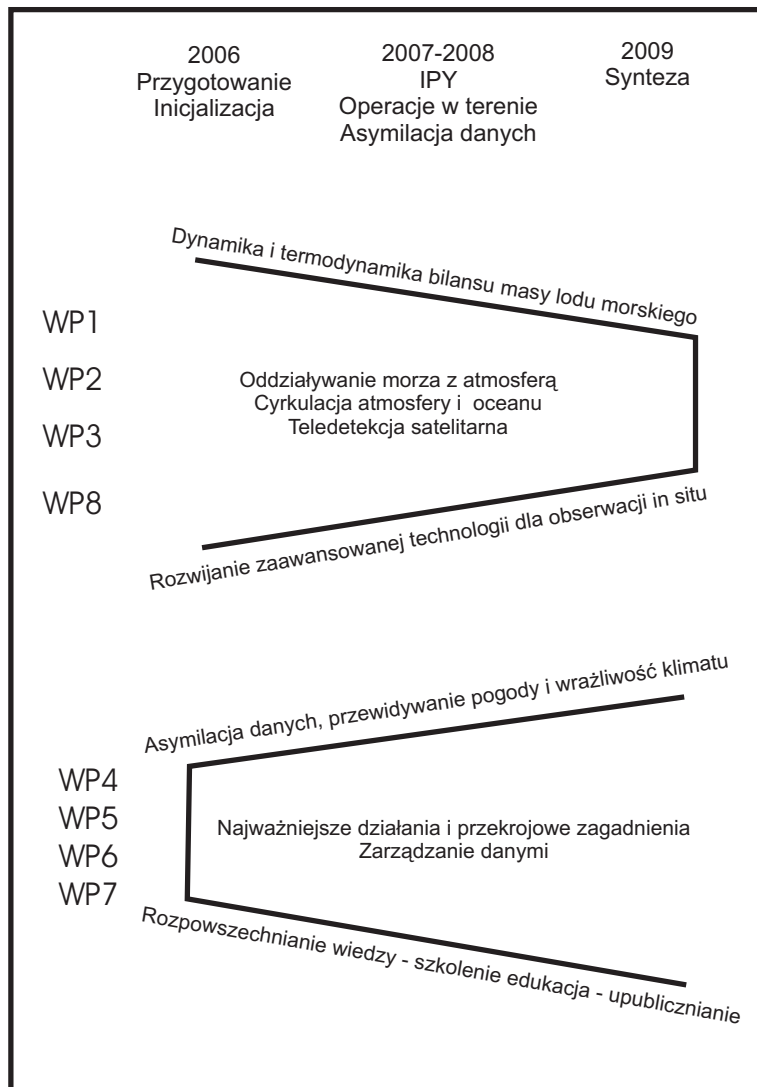 2006
Przygotowanie
Inicjalizacja
2007-2008
IPY
Operacje w terenie
Asymilacja danych
2009
Synteza
Dynamika i termodynamika bilansu masy lodu morskiego
WP1
WP2
WP3
WP8
Oddziaływanie morza z atmosferą
Cyrkulacja atmosfery i oceanu
Teledetekcja satelitarna
Rozwijanie zaawansowanej technologii dla obserwacji in situ
Asymilacja danych, przewidywanie pogody i wrażliwość klimatu
WP4
WP5
WP6
WP7
Najważniejsze działania i przekrojowe zagadnienia
Zarządzanie danymi
Rozpowszechnianie wiedzy - szkolenie edukacja - upublicznianie